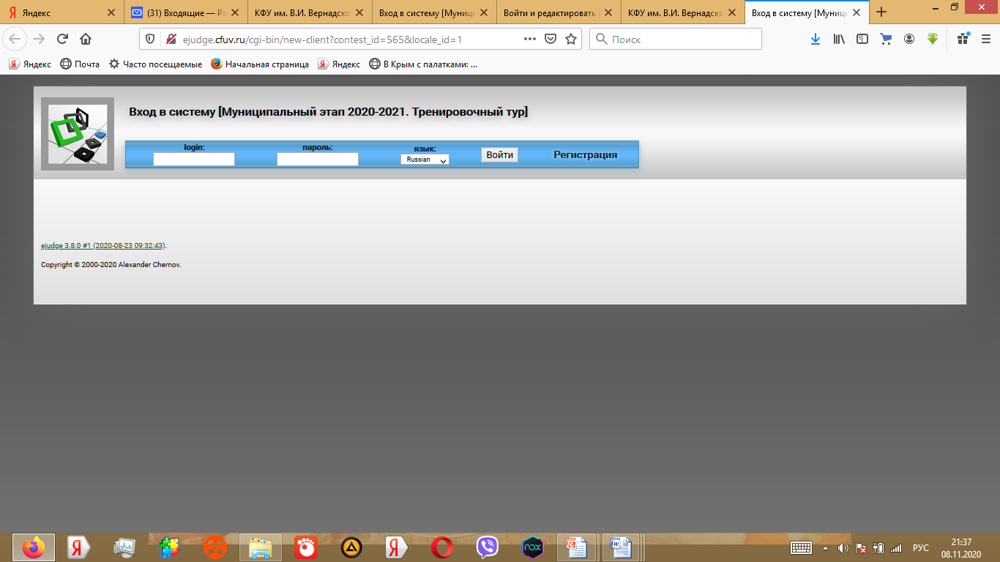 Яндекс
(31) Входящие — Ра
КФУ им. В.И. Вернадско
Вход в систему [Муници
Войти и редактировать
КФУ им. В.И. Вернадско
Вход в систему [Муници
ejudge.cfuv.ru/cgi-bin/new-client?contest_id=565&locale_id=1
Поиск
Яндекс
Почта
Часто посещаемые
Начальная страница
Яндекс
В Крым с палатками: ...
Вход в систему [Муниципальный этап 2020-2021. Тренировочный тур]
login:
пароль:
язык:
Russian
Войти
Регистрация
ejudge 3.8.0 #1 (2020-08-23 09:32:43).
Copyright © 2000-2020 Alexander Chernov.
nox
РУС
21:37
08.11.2020